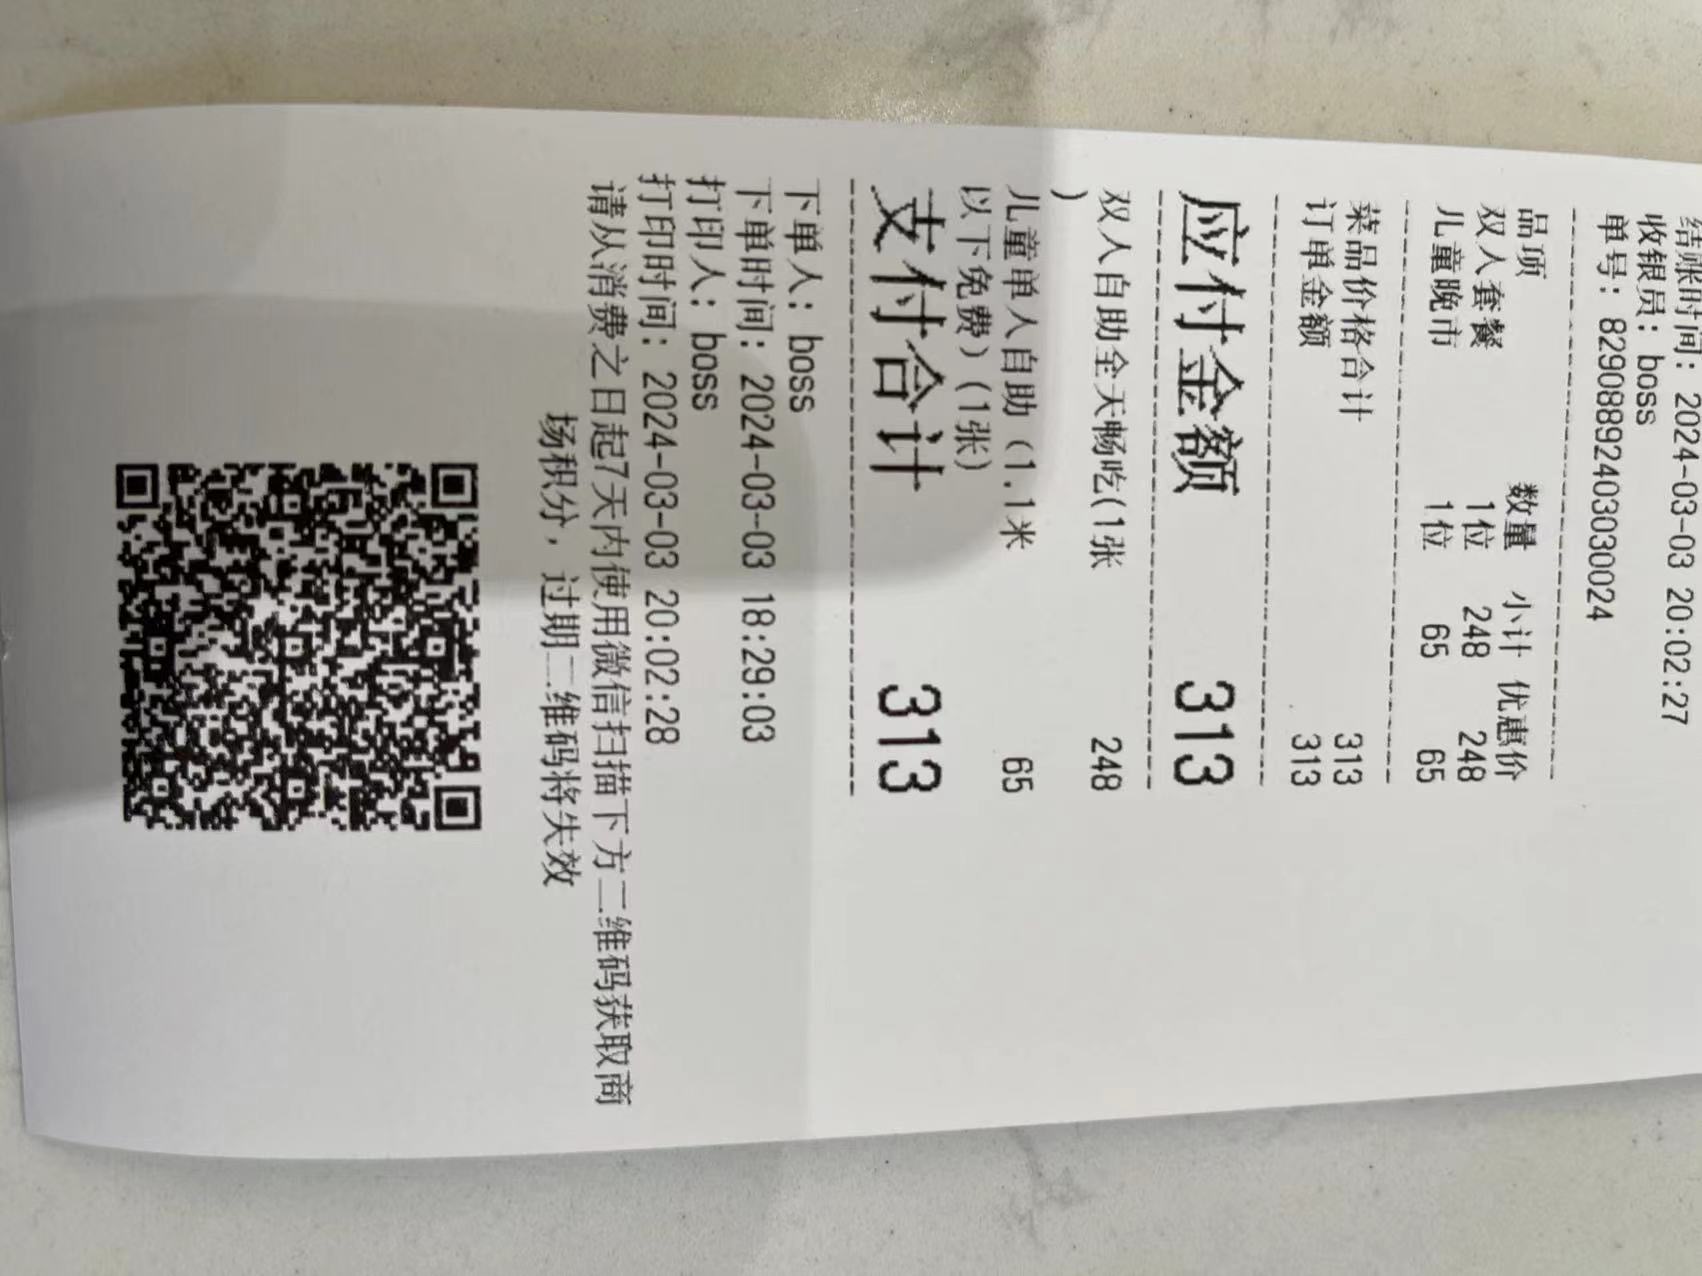 结账时间：2024-03-03 20:02:27
收银员：boss
单号：829088924030300024
品项 数量 小计 优惠价
双人套餐 1位 248 248
儿童晚市 1位 65 65
菜品价格合计 313
订单金额 313
应付金额 313
双人自助全天畅吃(1张 248
)
儿童单人自助（1.1米 65
以下免费）(1张)
支付合计 313
下单人：boss
下单时间：2024-03-03 18:29:03
打印人：boss
打印时间：2024-03-03 20:02:28
请从消费之日起7天内使用微信扫描下方二维码获取商
场积分，过期二维码将失效